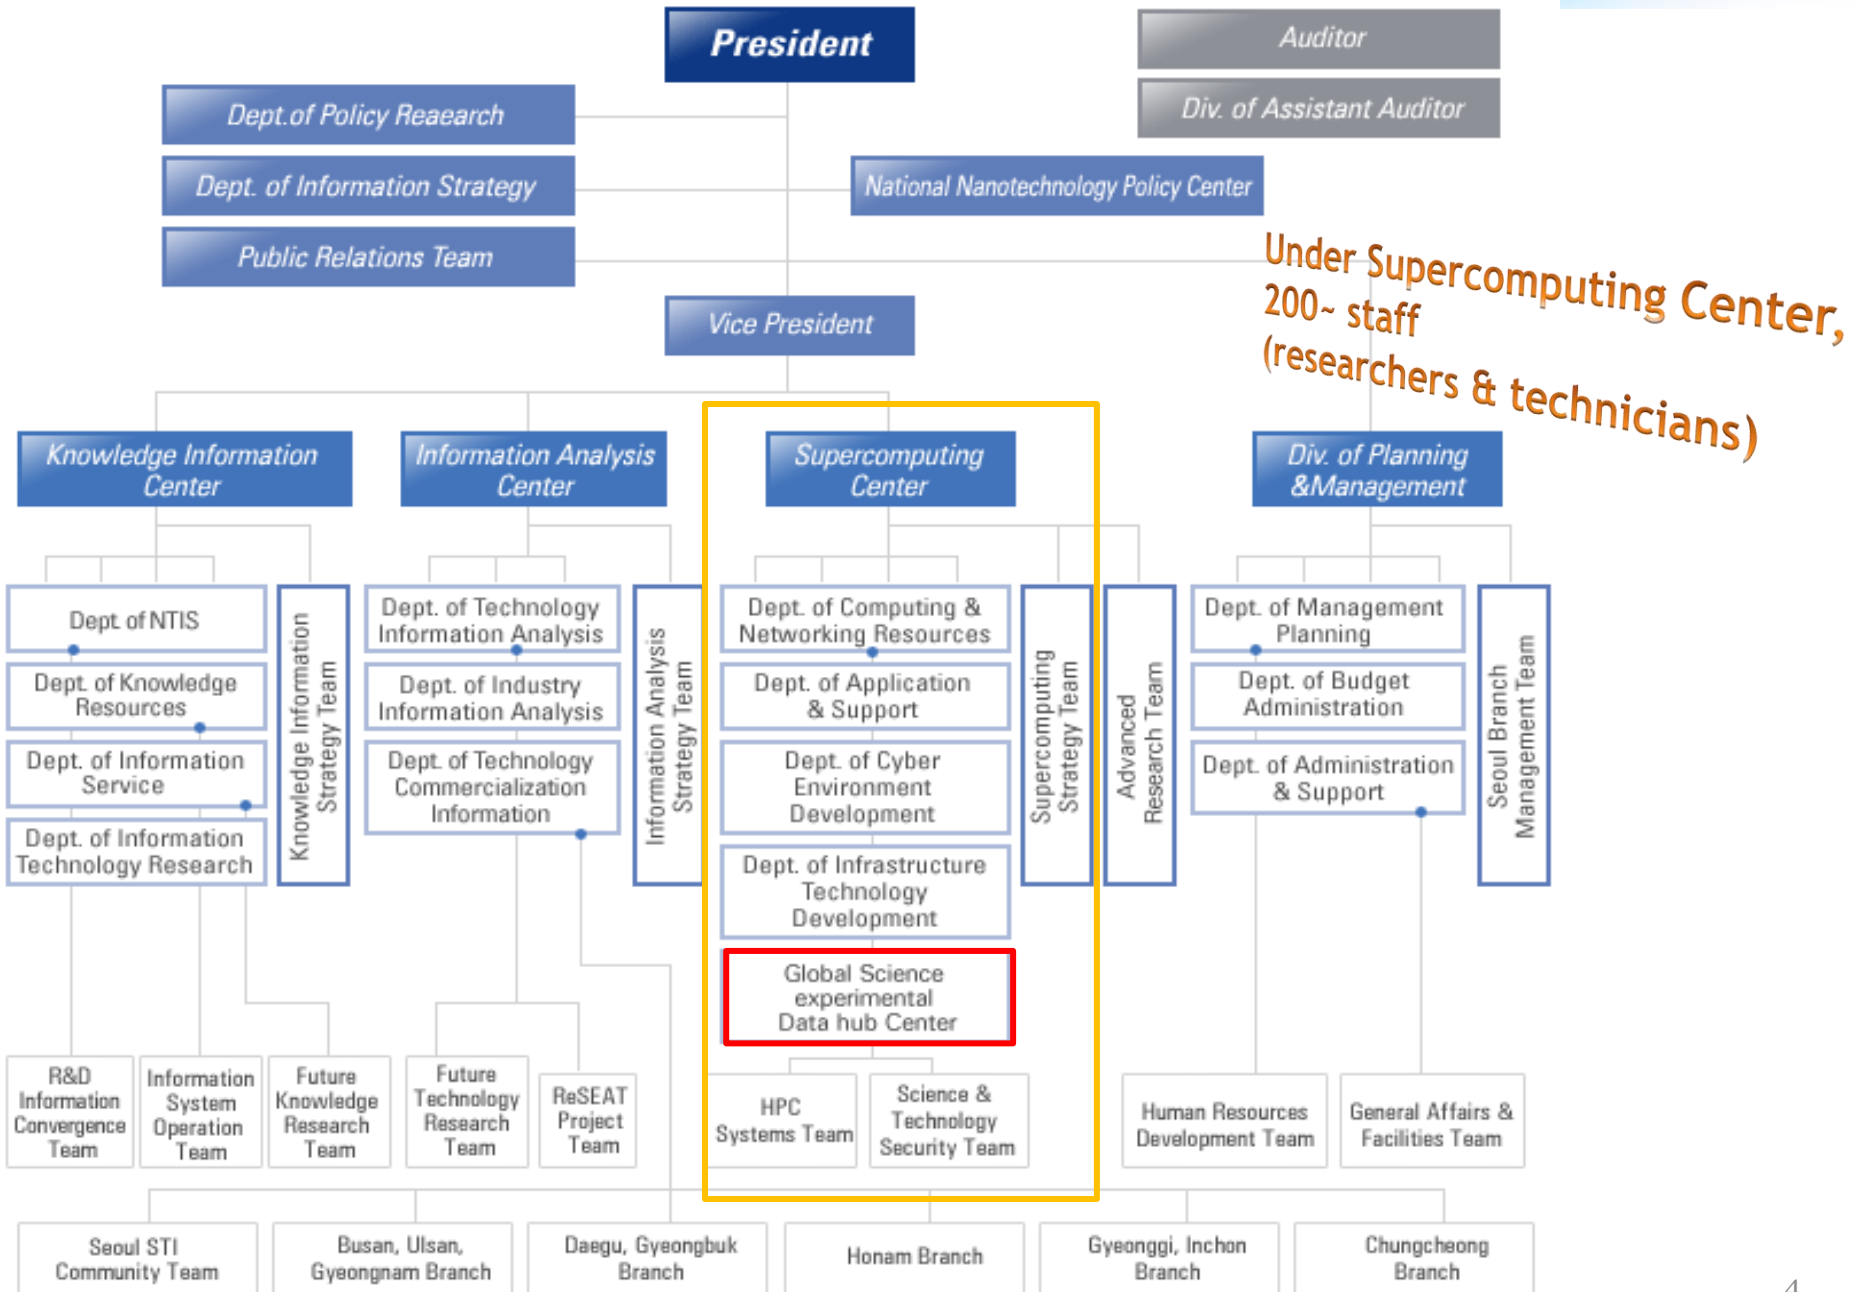 President
Auditor
Div. of Assistant Auditor
Dept.of Policy Reaearch
Dept. of Information Strategy
National Nanotechnology Policy Center
Public Relations Team
Under Supercomputing Center,
200~ staff
(researchers & technicians)
Vice President
Knowledge Information
Center
Information Analysis
Center
Supercomputing
Center
Div. of Planning
&Management
Dept. of NTIS
Dept. of Knowledge
Resources
Dept. of Information
Service
Dept. of Information
Technology Research
Knowledge Information
Strategy Team
Dept. of Technology
Information Analysis
Dept. of Industry
Information Analysis
Dept. of Technology
Commercialization
Information
Information Analysis
Strategy Team
Dept. of Computing &
Networking Resources
Dept. of Application
& Support
Dept. of Cyber
Environment
Development
Dept. of Infrastructure
Technology
Development
Global Science
experimental
Data hub Center
Supercomputing
Strategy Team
Advanced
Research Team
Dept. of Management
Planning
Dept. of Budget
Administration
Dept. of Administration
& Support
Seoul Branch
Management Team
R&D
Information
Convergence
Team
Information
System
Operation
Team
Future
Knowledge
Research
Team
Future
Technology
Research
Team
ReSEAT
Project
Team
HPC
Systems Team
Science &
Technology
Security Team
Human Resources
Development Team
General Affairs &
Facilities Team
Seoul STI
Community Team
Busan, Ulsan,
Gyeongnam Branch
Daegu, Gyeongbuk
Branch
Honam Branch
Gyeonggi, Inchon
Branch
Chungcheong
Branch
4